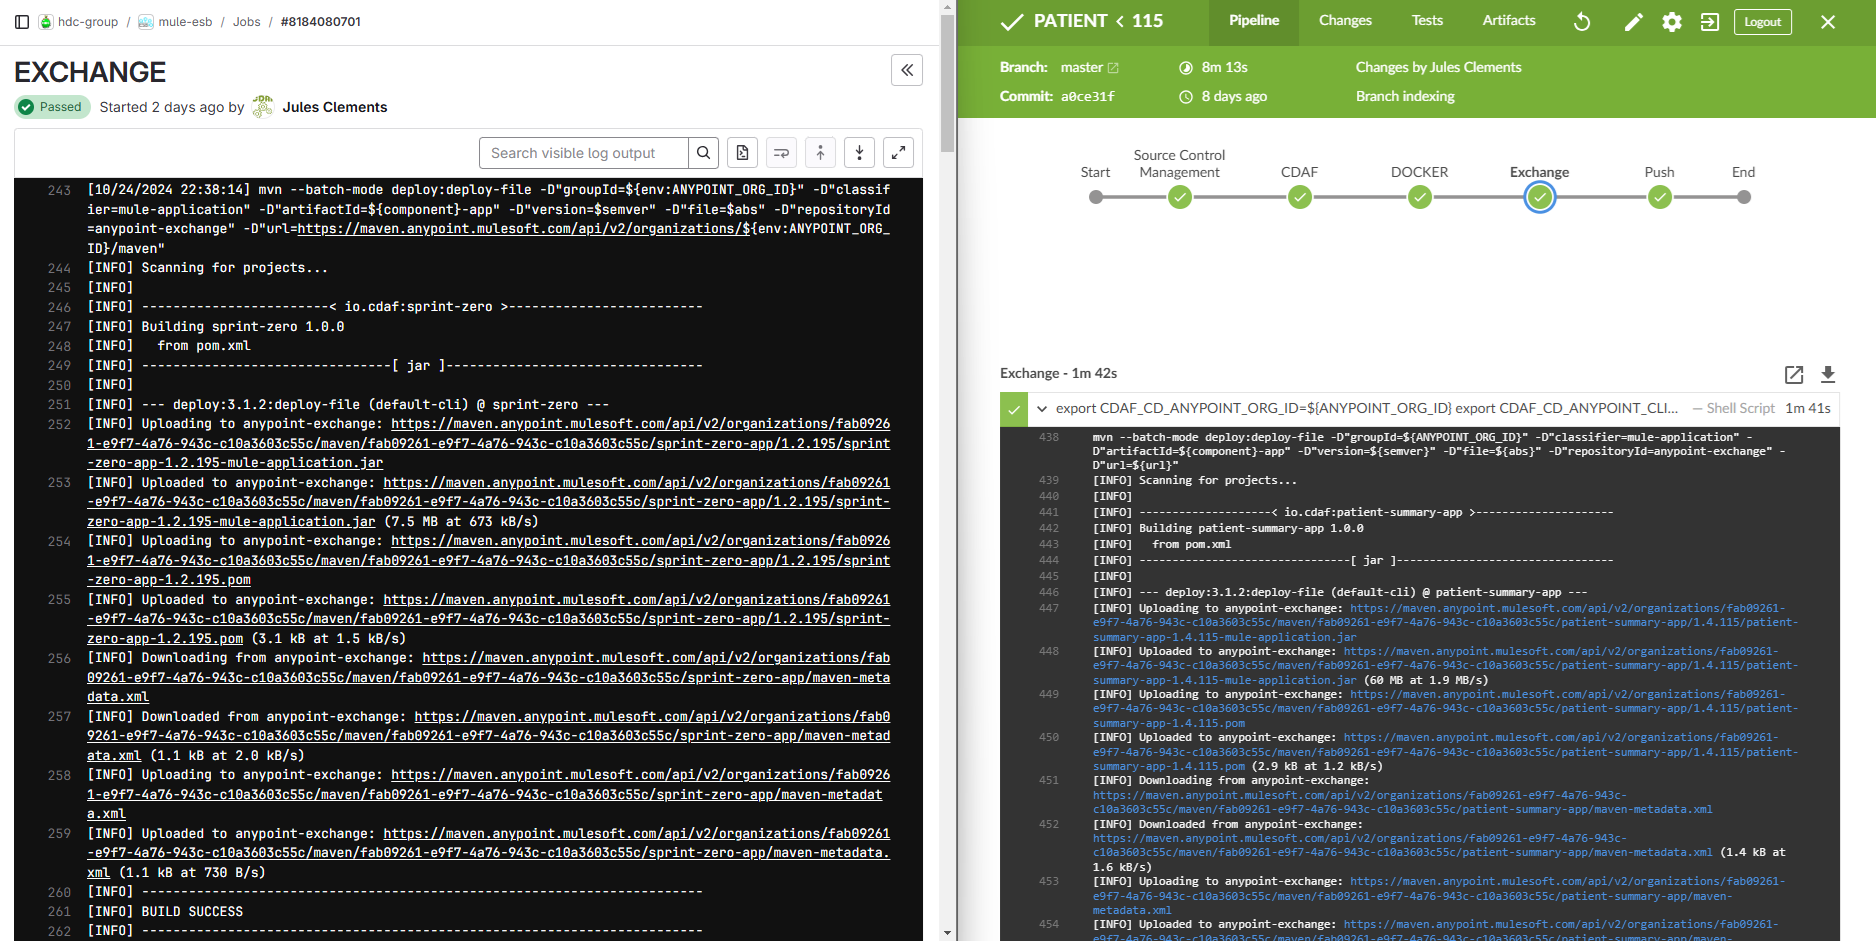 hdc-group / mule-esb / Jobs / #8184080701
EXCHANGE
Passed Started 2 days ago by Jules Clements
Search visible log output
243 [10/24/2024 22:38:14] mvn --batch-mode deploy:deploy-file -D"groupId=${env:ANYPOINT_ORG_ID}" -D"classif
ier=mule-application" -D"artifactId=${component}-app" -D"version=$semver" -D"file=$abs" -D"repositoryId
=anypoint-exchange" -D"url=https://maven.anypoint.mulesoft.com/api/v2/organizations/${env:ANYPOINT_ORG_
ID}/maven"
244 [INFO] Scanning for projects...
245 [INFO]
246 [INFO] -----------------------< io.cdaf:sprint-zero >------------------------
247 [INFO] Building sprint-zero 1.0.0
248 [INFO]   from pom.xml
249 [INFO] -------------------------------[ jar ]--------------------------------
250 [INFO]
251 [INFO] --- deploy:3.1.2:deploy-file (default-cli) @ sprint-zero ---
252 [INFO] Uploading to anypoint-exchange: https://maven.anypoint.mulesoft.com/api/v2/organizations/fab0926
1-e9f7-4a76-943c-c10a3603c55c/maven/fab09261-e9f7-4a76-943c-c10a3603c55c/sprint-zero-app/1.2.195/sprint
-zero-app-1.2.195-mule-application.jar
253 [INFO] Uploaded to anypoint-exchange: https://maven.anypoint.mulesoft.com/api/v2/organizations/fab09261
-e9f7-4a76-943c-c10a3603c55c/maven/fab09261-e9f7-4a76-943c-c10a3603c55c/sprint-zero-app/1.2.195/sprint-
zero-app-1.2.195-mule-application.jar (7.5 MB at 673 kB/s)
254 [INFO] Uploading to anypoint-exchange: https://maven.anypoint.mulesoft.com/api/v2/organizations/fab0926
1-e9f7-4a76-943c-c10a3603c55c/maven/fab09261-e9f7-4a76-943c-c10a3603c55c/sprint-zero-app/1.2.195/sprint
-zero-app-1.2.195.pom
255 [INFO] Uploaded to anypoint-exchange: https://maven.anypoint.mulesoft.com/api/v2/organizations/fab09261
-e9f7-4a76-943c-c10a3603c55c/maven/fab09261-e9f7-4a76-943c-c10a3603c55c/sprint-zero-app/1.2.195/sprint-
zero-app-1.2.195.pom (3.1 kB at 1.5 kB/s)
256 [INFO] Downloading from anypoint-exchange: https://maven.anypoint.mulesoft.com/api/v2/organizations/fab
09261-e9f7-4a76-943c-c10a3603c55c/maven/fab09261-e9f7-4a76-943c-c10a3603c55c/sprint-zero-app/maven-meta
data.xml
257 [INFO] Downloaded from anypoint-exchange: https://maven.anypoint.mulesoft.com/api/v2/organizations/fab0
9261-e9f7-4a76-943c-c10a3603c55c/maven/fab09261-e9f7-4a76-943c-c10a3603c55c/sprint-zero-app/maven-metad
ata.xml (1.1 kB at 2.0 kB/s)
258 [INFO] Uploading to anypoint-exchange: https://maven.anypoint.mulesoft.com/api/v2/organizations/fab0926
1-e9f7-4a76-943c-c10a3603c55c/maven/fab09261-e9f7-4a76-943c-c10a3603c55c/sprint-zero-app/maven-metadat
a.xml
259 [INFO] Uploaded to anypoint-exchange: https://maven.anypoint.mulesoft.com/api/v2/organizations/fab09261
-e9f7-4a76-943c-c10a3603c55c/maven/fab09261-e9f7-4a76-943c-c10a3603c55c/sprint-zero-app/maven-metadata.
xml (1.1 kB at 730 B/s)
260 [INFO] ------------------------------------------------------------------------
261 [INFO] BUILD SUCCESS
262 [INFO] ------------------------------------------------------------------------
PATIENT < 115 Pipeline Changes Tests Artifacts Logout
Branch: master 8m 13s Changes by Jules Clements
Commit: a0ce31f 8 days ago Branch indexing
Start Source Control Management CDAF DOCKER Exchange Push End
Exchange - 1m 42s
export CDAF_CD_ANYPOINT_ORG_ID=${ANYPOINT_ORG_ID} export CDAF_CD_ANYPOINT_CLI... — Shell Script 1m 41s
438 mvn --batch-mode deploy:deploy-file -D"groupId=${ANYPOINT_ORG_ID}" -D"classifier=mule-application" -
D"artifactId=${component}-app" -D"version=${semver}" -D"file=${abs}" -D"repositoryId=anypoint-exchange" -
D"url=${url}"
439 [INFO] Scanning for projects...
440 [INFO]
441 [INFO] --------------------< io.cdaf:patient-summary-app >---------------------
442 [INFO] Building patient-summary-app 1.0.0
443 [INFO]   from pom.xml
444 [INFO] --------------------------------[ jar ]---------------------------------
445 [INFO]
446 [INFO] --- deploy:3.1.2:deploy-file (default-cli) @ patient-summary-app ---
447 [INFO] Uploading to anypoint-exchange: https://maven.anypoint.mulesoft.com/api/v2/organizations/fab09261-
e9f7-4a76-943c-c10a3603c55c/maven/fab09261-e9f7-4a76-943c-c10a3603c55c/patient-summary-app/1.4.115/patient-
summary-app-1.4.115-mule-application.jar
448 [INFO] Uploaded to anypoint-exchange: https://maven.anypoint.mulesoft.com/api/v2/organizations/fab09261-
e9f7-4a76-943c-c10a3603c55c/maven/fab09261-e9f7-4a76-943c-c10a3603c55c/patient-summary-app/1.4.115/patient-
summary-app-1.4.115-mule-application.jar (60 MB at 1.9 MB/s)
449 [INFO] Uploading to anypoint-exchange: https://maven.anypoint.mulesoft.com/api/v2/organizations/fab09261-
e9f7-4a76-943c-c10a3603c55c/maven/fab09261-e9f7-4a76-943c-c10a3603c55c/patient-summary-app/1.4.115/patient-
summary-app-1.4.115.pom
450 [INFO] Uploaded to anypoint-exchange: https://maven.anypoint.mulesoft.com/api/v2/organizations/fab09261-
e9f7-4a76-943c-c10a3603c55c/maven/fab09261-e9f7-4a76-943c-c10a3603c55c/patient-summary-app/1.4.115/patient-
summary-app-1.4.115.pom (2.9 kB at 1.2 kB/s)
451 [INFO] Downloading from anypoint-exchange:
https://maven.anypoint.mulesoft.com/api/v2/organizations/fab09261-e9f7-4a76-943c-
c10a3603c55c/maven/fab09261-e9f7-4a76-943c-c10a3603c55c/patient-summary-app/maven-metadata.xml
452 [INFO] Downloaded from anypoint-exchange:
https://maven.anypoint.mulesoft.com/api/v2/organizations/fab09261-e9f7-4a76-943c-
c10a3603c55c/maven/fab09261-e9f7-4a76-943c-c10a3603c55c/patient-summary-app/maven-metadata.xml (1.4 kB at
1.6 kB/s)
453 [INFO] Uploading to anypoint-exchange: https://maven.anypoint.mulesoft.com/api/v2/organizations/fab09261-
e9f7-4a76-943c-c10a3603c55c/maven/fab09261-e9f7-4a76-943c-c10a3603c55c/patient-summary-app/maven-
metadata.xml
454 [INFO] Uploaded to anypoint-exchange: https://maven.anypoint.mulesoft.com/api/v2/organizations/fab09261-
e9f7-4a76-943c-c10a3603c55c/maven/fab09261-e9f7-4a76-943c-c10a3603c55c/patient-summary-app/maven-